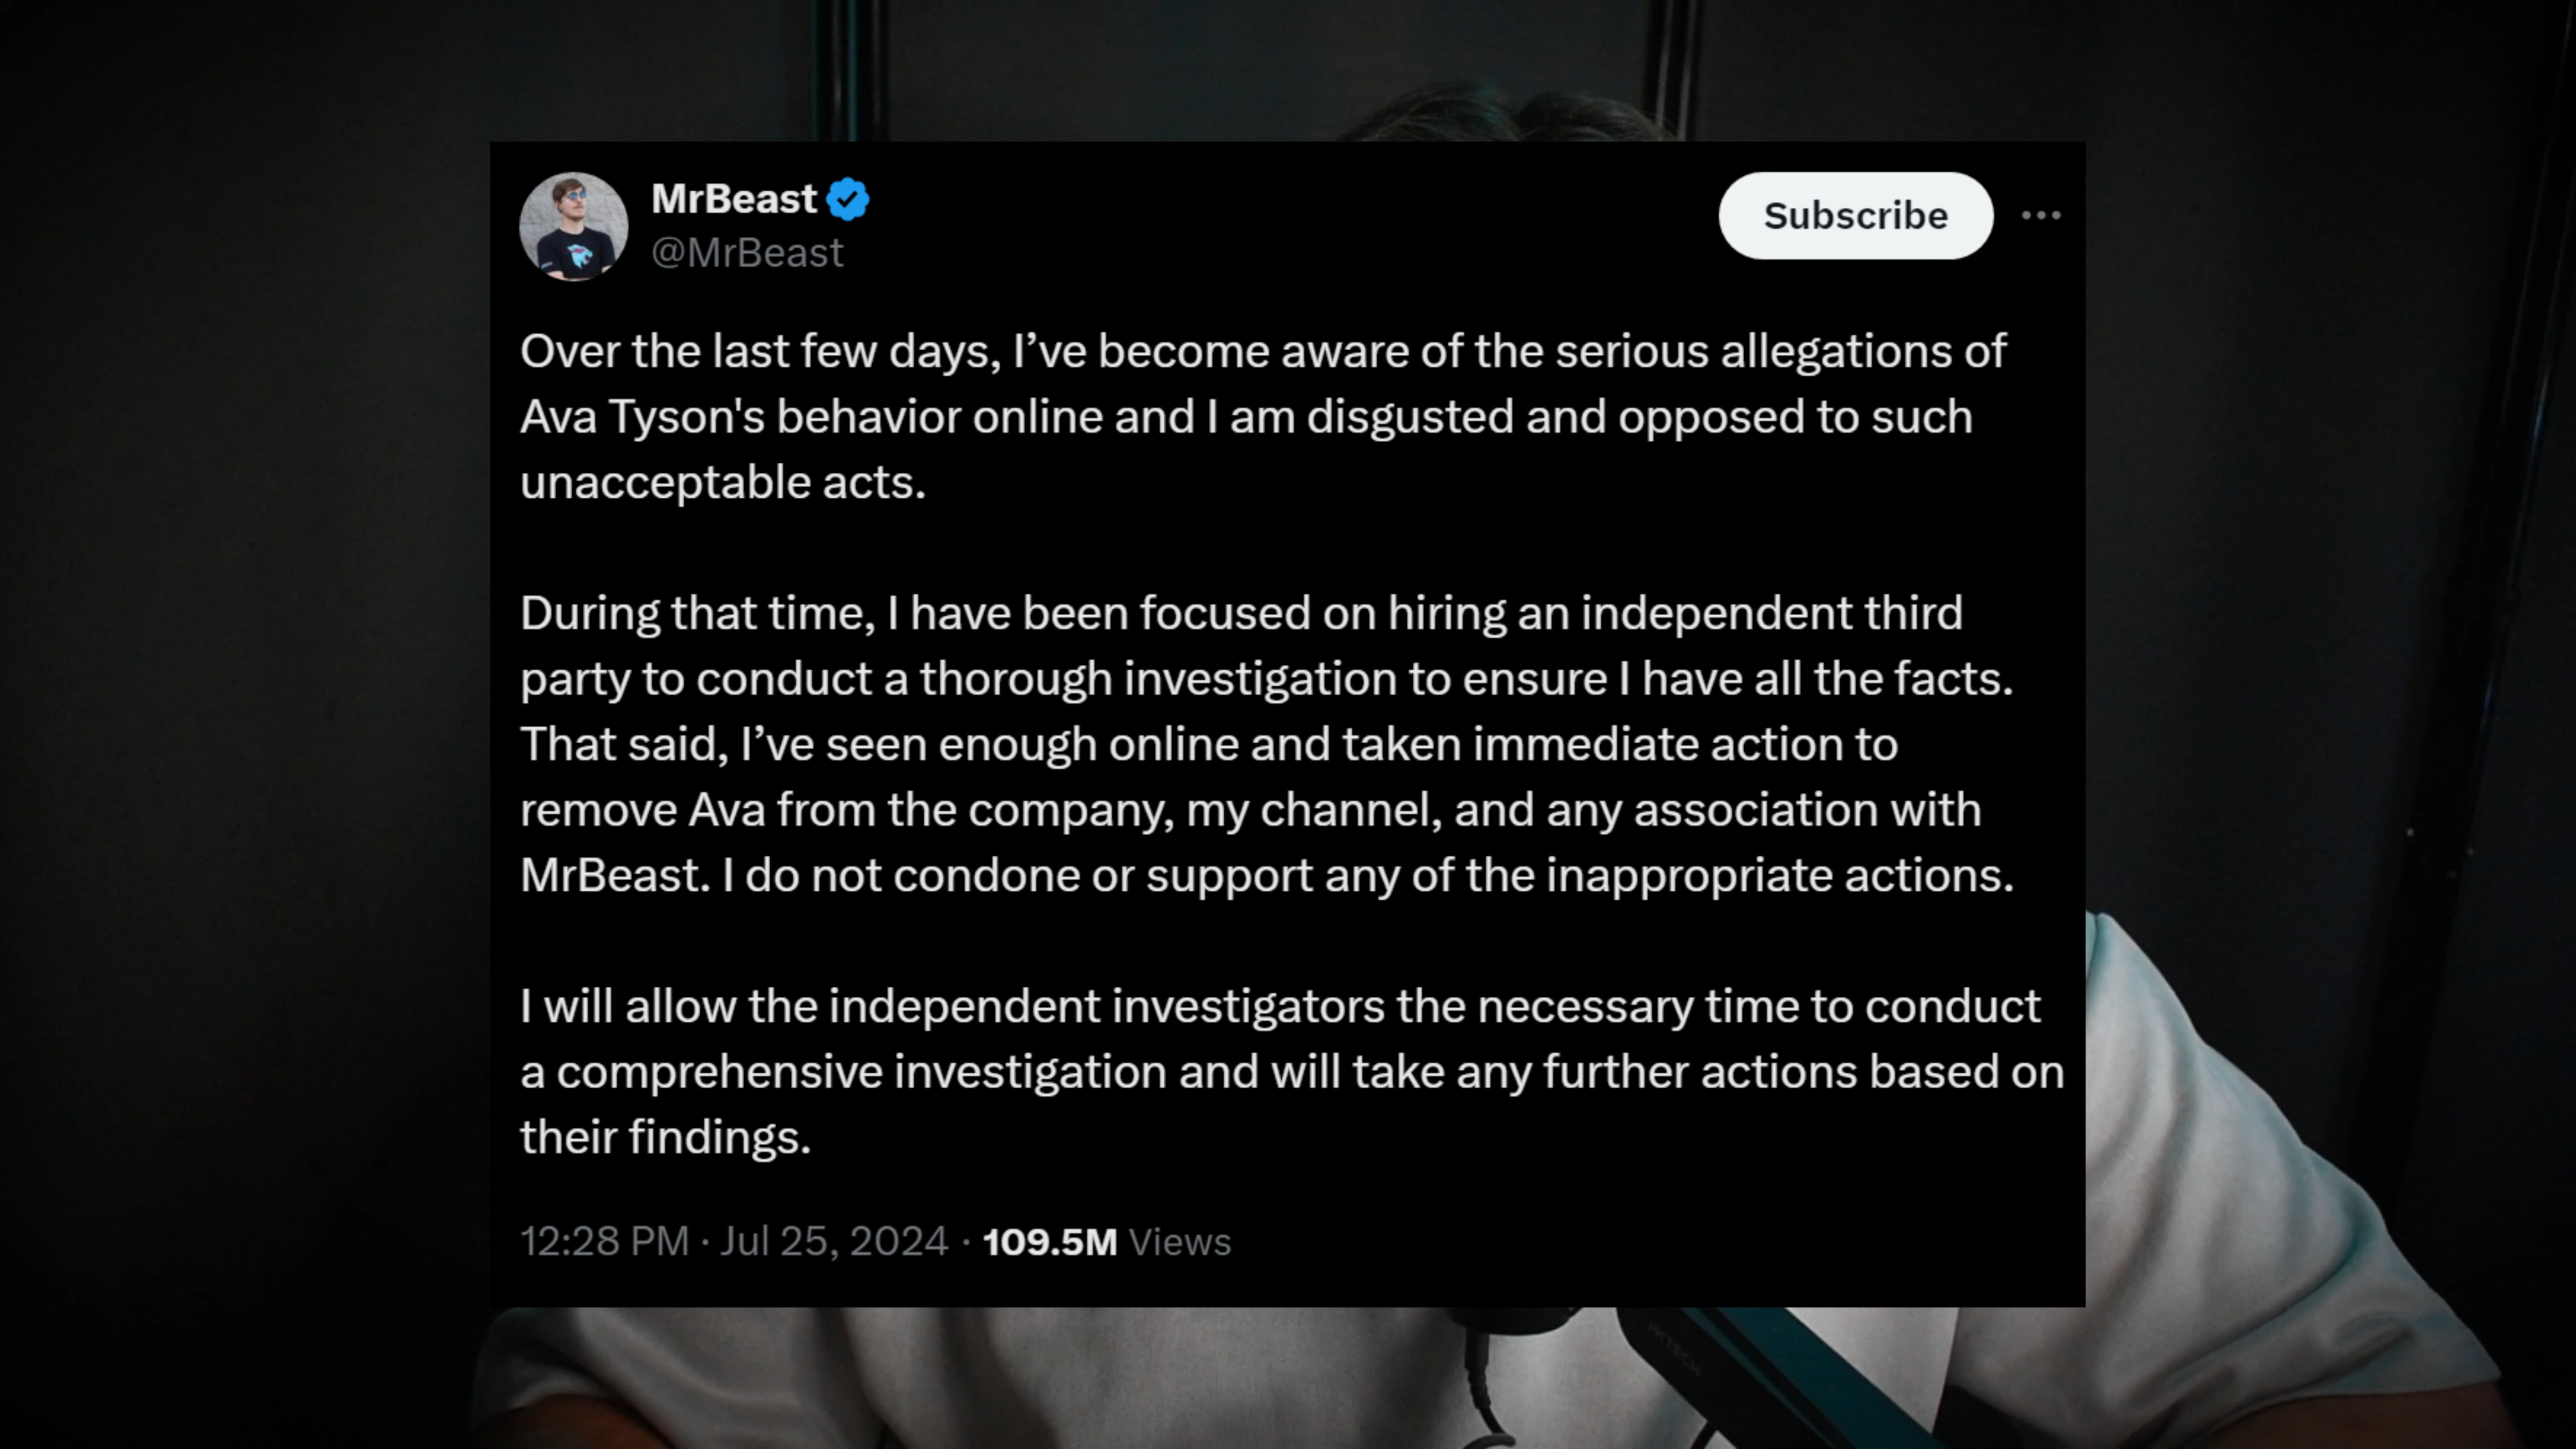 MrBeast
@MrBeast
Subscribe
Over the last few days, I’ve become aware of the serious allegations of
Ava Tyson's behavior online and I am disgusted and opposed to such
unacceptable acts.
During that time, I have been focused on hiring an independent third
party to conduct a thorough investigation to ensure I have all the facts.
That said, I’ve seen enough online and taken immediate action to
remove Ava from the company, my channel, and any association with
MrBeast. I do not condone or support any of the inappropriate actions.
I will allow the independent investigators the necessary time to conduct
a comprehensive investigation and will take any further actions based on
their findings.
12:28 PM · Jul 25, 2024 · 109.5M Views